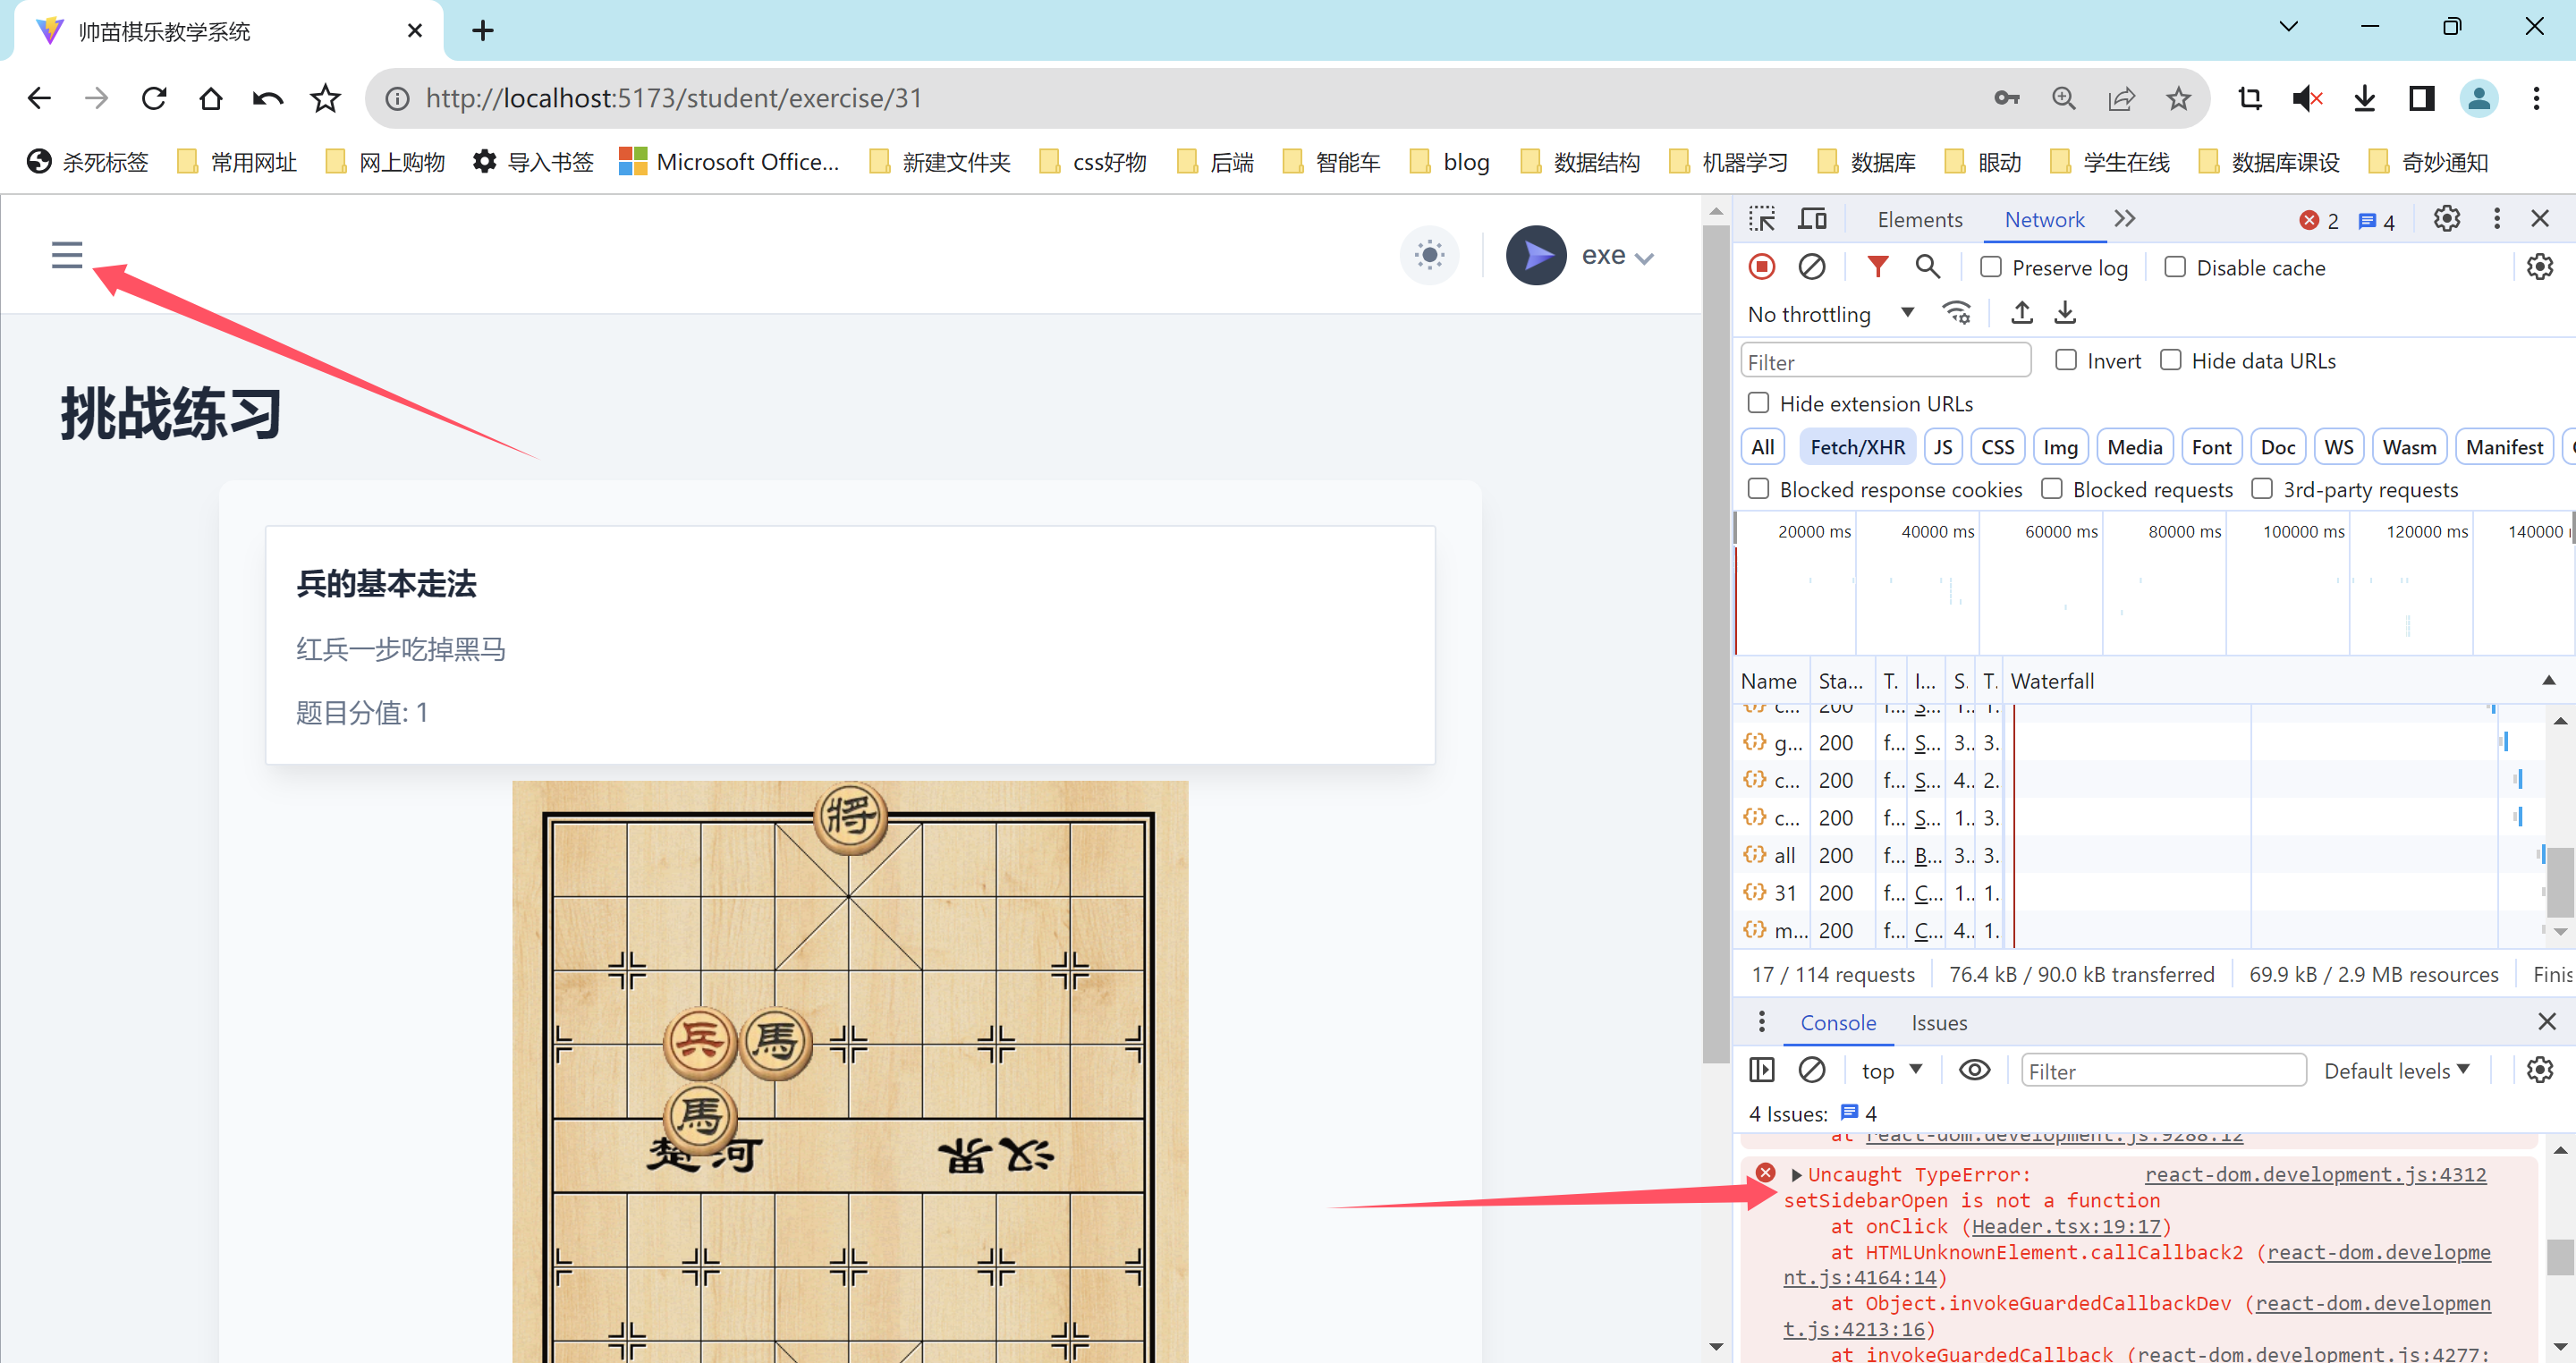 帅苗棋乐教学系统
http://localhost:5173/student/exercise/31
杀死标签 常用网址 网上购物 导入书签 Microsoft Office... 新建文件夹 css好物 后端 智能车 blog 数据结构 机器学习 数据库 眼动 学生在线 数据库课设 奇妙通知
exe
挑战练习
兵的基本走法
红兵一步吃掉黑马
题目分值: 1
將
兵 馬
馬
楚河 汉界
Elements Network 2 4
Preserve log Disable cache
No throttling
Filter Invert Hide data URLs
Hide extension URLs
All Fetch/XHR JS CSS Img Media Font Doc WS Wasm Manifest
Blocked response cookies Blocked requests 3rd-party requests
20000 ms 40000 ms 60000 ms 80000 ms 100000 ms 120000 ms 140000
Name Sta... T. I... S. T. Waterfall
c... 200 f... S... 1.. 1.
g... 200 f... S... 3.. 3.
c... 200 f... S... 4.. 2.
c... 200 f... S... 1.. 3.
all 200 f... B... 3.. 3.
31 200 f... C... 1.. 1.
m... 200 f... C... 4.. 1.
17 / 114 requests 76.4 kB / 90.0 kB transferred 69.9 kB / 2.9 MB resources Finis
Console Issues
top Filter Default levels
4 Issues: 4
at react-dom.development.js:9288:12
Uncaught TypeError: react-dom.development.js:4312
setSidebarOpen is not a function
at onClick (Header.tsx:19:17)
at HTMLUnknownElement.callCallback2 (react-dom.developme
nt.js:4164:14)
at Object.invokeGuardedCallbackDev (react-dom.developmen
t.js:4213:16)
at invokeGuardedCallback (react-dom.development.js:4277: